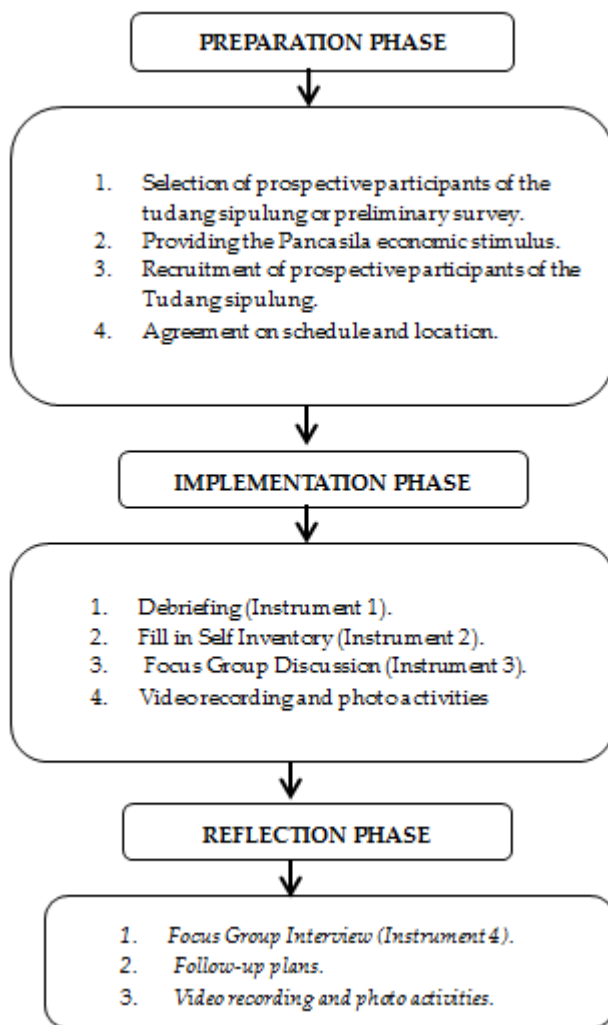 PREPARATION PHASE
1. Selection of prospective participants of the
tudang sipulung or preliminary survey.
2. Providing the Pancasila economic stimulus.
3. Recruitment of prospective participants of the
Tudang sipulung.
4. Agreement on schedule and location.
IMPLEMENTATION PHASE
1. Debriefing (Instrument 1).
2. Fill in Self Inventory (Instrument 2).
3. Focus Group Discussion (Instrument 3).
4. Video recording and photo activities
REFLECTION PHASE
1. Focus Group Interview (Instrument 4).
2. Follow-up plans.
3. Video recording and photo activities.